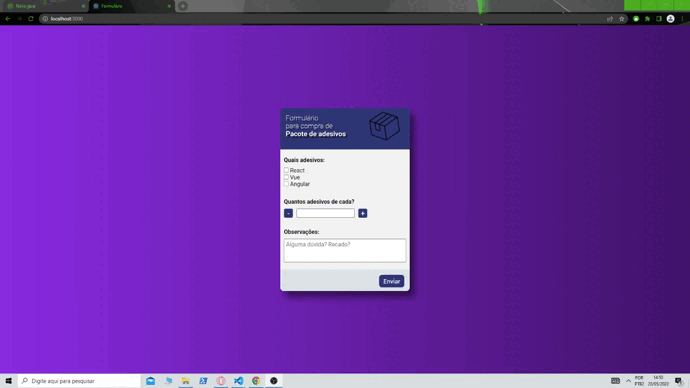 Nova guia
Formulário
localhost:3000
Formulário
para compra de
Pacote de adesivos
Quais adesivos:
React
Vue
Angular
Quantos adesivos de cada?
-
+
Observações:
Alguma dúvida? Recado?
Enviar
Digite aqui para pesquisar
POR
PTB2
14:10
20/05/2022